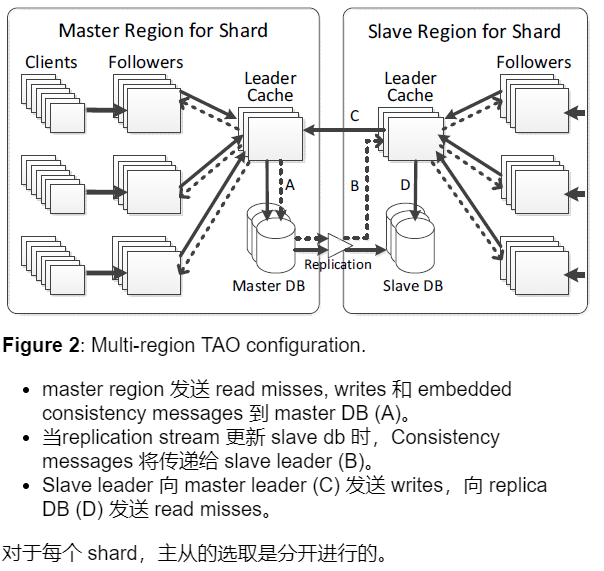 Master Region for Shard
Slave Region for Shard
Clients
Followers
Leader
Cache
Leader
Cache
Followers
C
A
B
D
Replication
Master DB
Slave DB
Figure 2: Multi-region TAO configuration.
• master region 发送 read misses, writes 和 embedded
consistency messages 到 master DB (A)。
• 当replication stream 更新 slave db 时，Consistency
messages 将传递给 slave leader (B)。
• Slave leader 向 master leader (C) 发送 writes，向 replica
DB (D) 发送 read misses。
对于每个 shard，主从的选取是分开进行的。